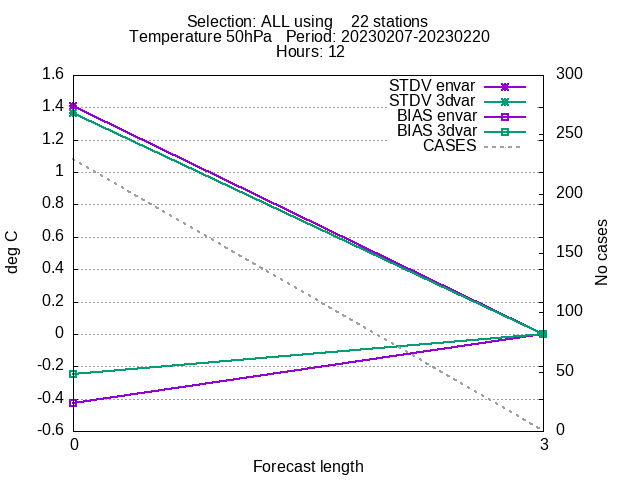 Selection: ALL using    22 stations
Temperature 50hPa   Period: 20230207-20230220
Hours: 12
STDV envar
STDV 3dvar
BIAS envar
BIAS 3dvar
CASES
1.6
1.4
1.2
1
0.8
0.6
0.4
0.2
0
-0.2
-0.4
-0.6
deg C
300
250
200
150
100
50
0
No cases
0
3
Forecast length